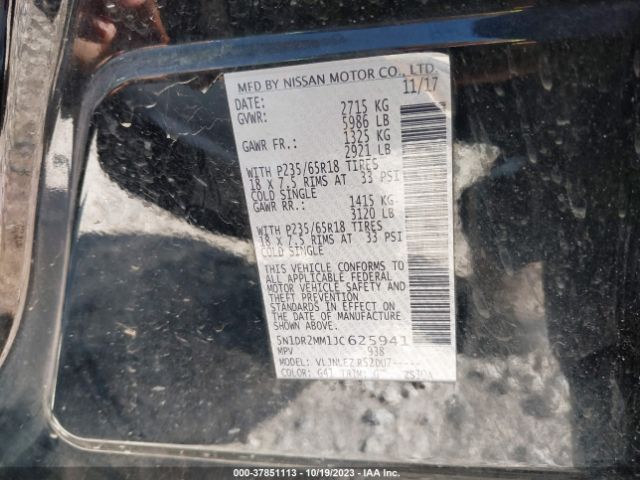 MFD BY NISSAN MOTOR CO., LTD.
DATE: 11/17
GVWR: 2715 KG
5986 LB
GAWR FR.: 1325 KG
2921 LB
WITH P235/65R18 TIRES
18 X 7.5 RIMS AT 33 PSI
COLD SINGLE
GAWR RR.: 1415 KG
3120 LB
WITH P235/65R18 TIRES
18 X 7.5 RIMS AT 33 PSI
COLD SINGLE
THIS VEHICLE CONFORMS TO
ALL APPLICABLE FEDERAL
MOTOR VEHICLE SAFETY AND
THEFT PREVENTION
STANDARDS IN EFFECT ON
THE DATE OF MANUFACTURE
SHOWN ABOVE.
5N1DR2MM1JC625941
MPV 938
MODEL:
COLOR: G41 TRIM: G
000-37851113 - 10/19/2023 - IAA Inc.